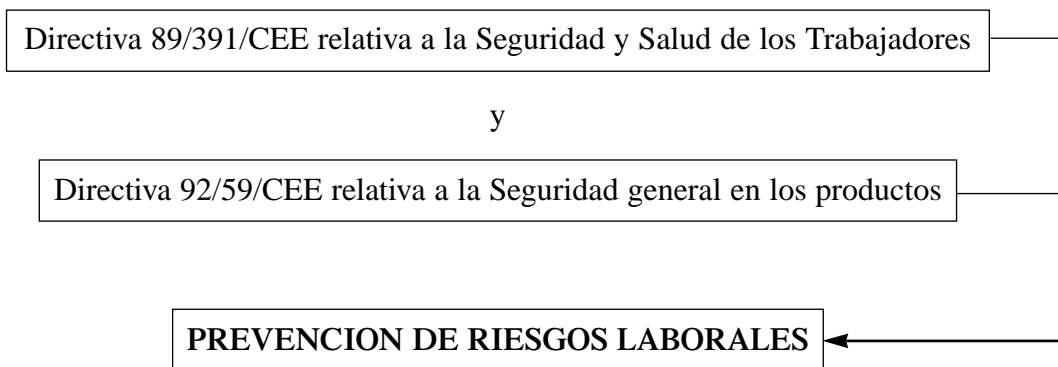 Directiva 89/391/CEE relativa a la Seguridad y Salud de los Trabajadores
y
Directiva 92/59/CEE relativa a la Seguridad general en los productos
PREVENCION DE RIESGOS LABORALES